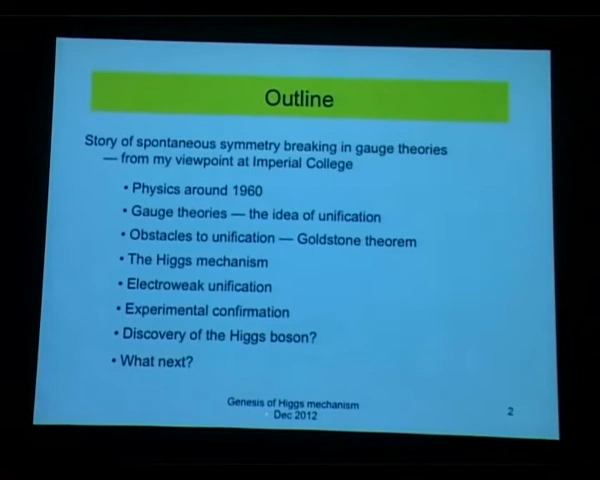 Outline
Story of spontaneous symmetry breaking in gauge theories
— from my viewpoint at Imperial College
• Physics around 1960
• Gauge theories — the idea of unification
• Obstacles to unification — Goldstone theorem
• The Higgs mechanism
• Electroweak unification
• Experimental confirmation
• Discovery of the Higgs boson?
• What next?
Genesis of Higgs mechanism
Dec 2012
2